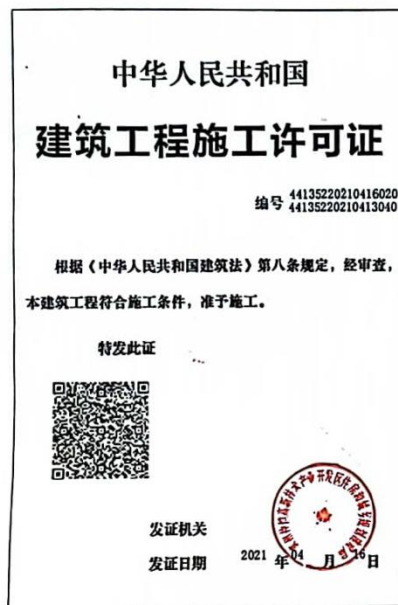 中华人民共和国
建筑工程施工许可证
编号 441352202104160201
441352202104130401
根据《中华人民共和国建筑法》第八条规定，经审查，
本建筑工程符合施工条件，准予施工。
特发此证
发证机关
发证日期 2021 年 04 月 16 日